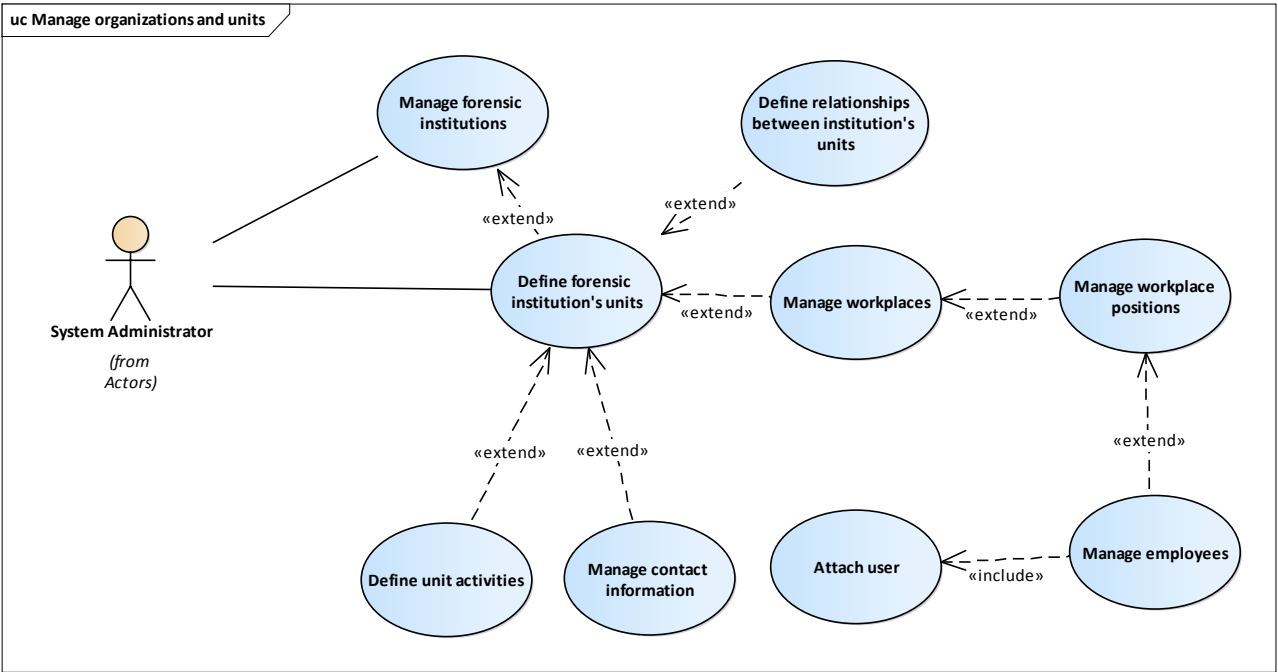 uc Manage organizations and units
Manage forensic
institutions
Define relationships
between institution's
units
«extend»
«extend»
System Administrator
(from
Actors)
Define forensic
institution's units
«extend»
Manage workplaces
«extend»
Manage workplace
positions
«extend»
«extend»
«extend»
Define unit activities
Manage contact
information
Attach user
«include»
Manage employees